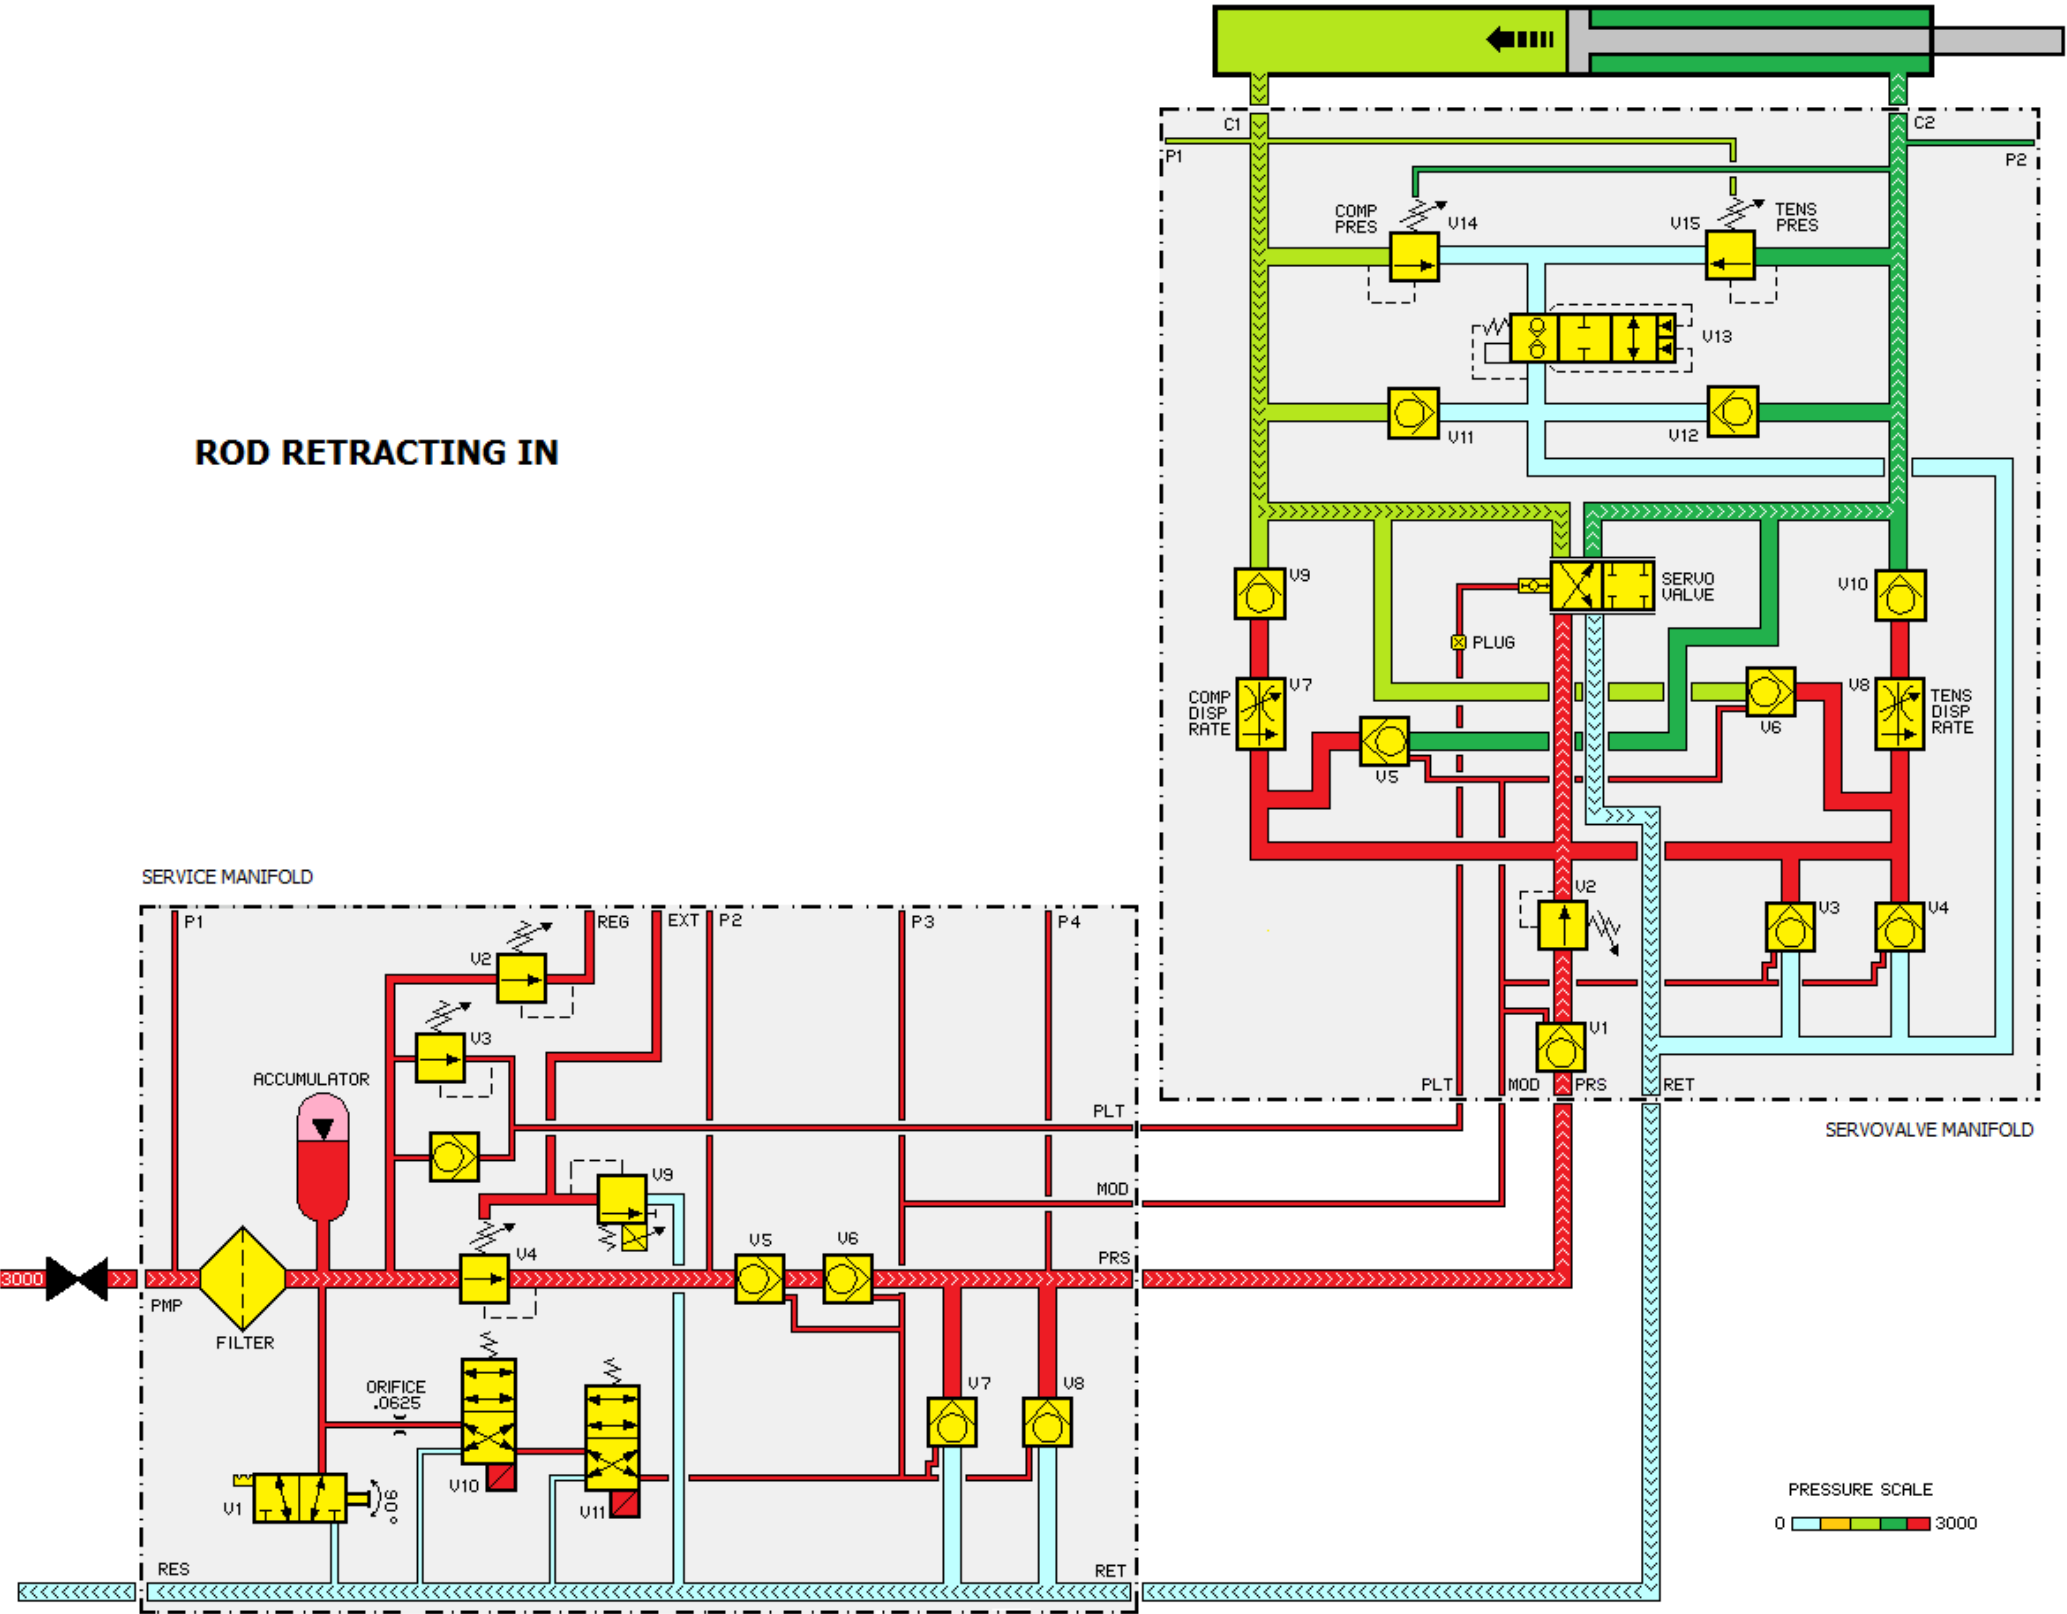 C1
C2
P1
P2
COMP
PRES
V14
V15
TENS
PRES
V13
ROD RETRACTING IN
V11
V12
V9
SERVO
VALVE
V10
PLUG
COMP
DISP
RATE
V7
V5
V6
V8
TENS
DISP
RATE
SERVICE MANIFOLD
V2
V3
V4
V1
PLT
MOD
PRS
RET
SERVOVALVE MANIFOLD
P1
V2
REG
EXT
P2
P3
P4
V3
ACCUMULATOR
PLT
V9
MOD
V4
V5
V6
PRS
3000
PMP
FILTER
ORIFICE
.0625
V7
V8
V10
V1
90°
V11
RES
RET
PRESSURE SCALE
0
3000